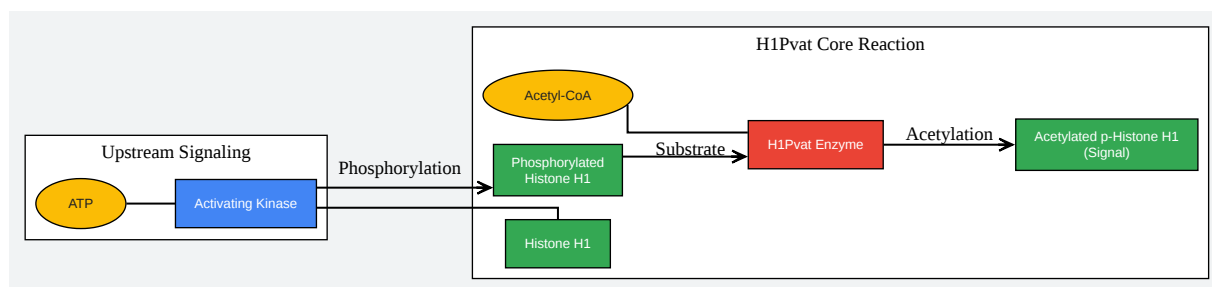 H1Pvat Core Reaction
Acetyl-CoA
Upstream Signaling
Phosphorylation
Substrate
H1Pvat Enzyme
Acetylation
Acetylated p-Histone H1
(Signal)
Phosphorylated
Histone H1
ATP
Activating Kinase
Histone H1